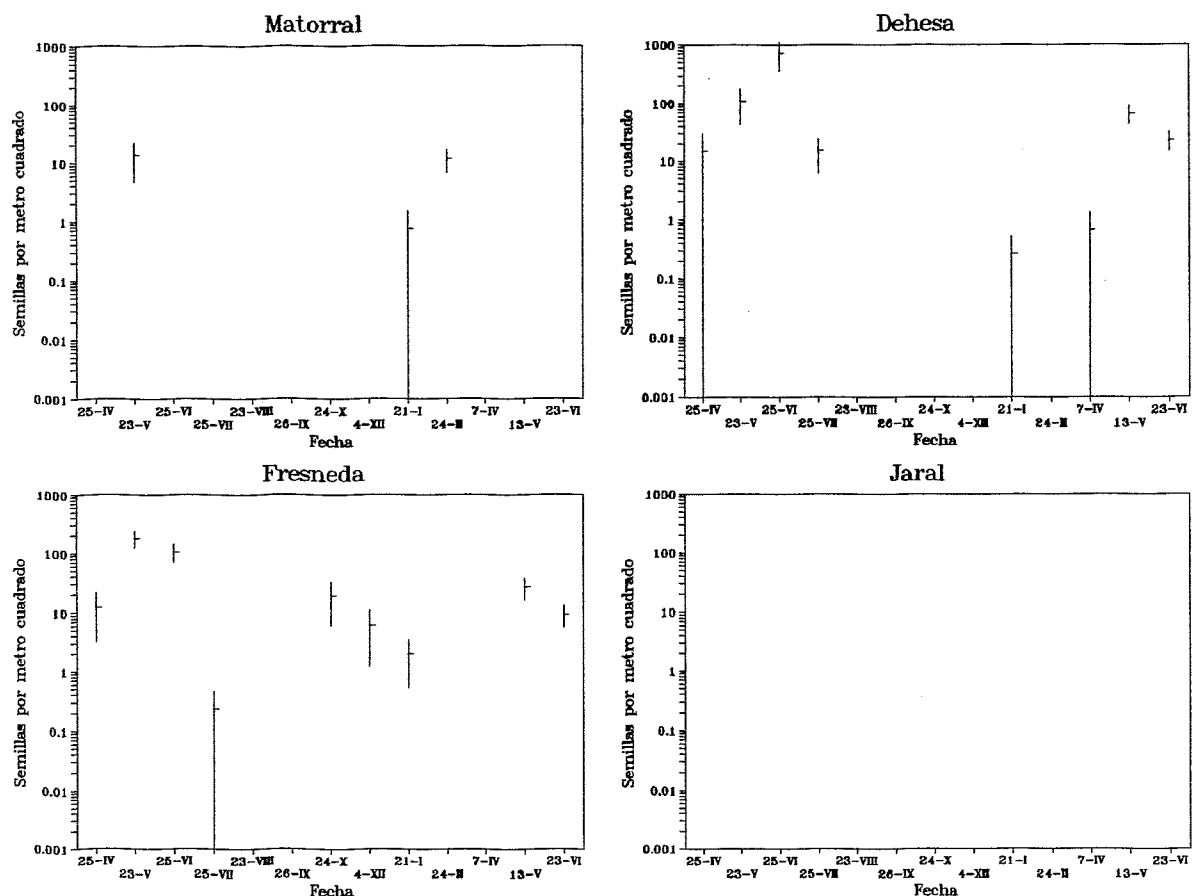 Matorral
Semillas por metro cuadrado
1000
100
10
1
0.1
0.01
0.001
25-IV 25-VI 23-VIII 24-X 21-I 7-IV 23-VI
23-V 25-VII 26-IX 4-XII 24-II 13-V
Fecha
Dehesa
Semillas por metro cuadrado
1000
100
10
1
0.1
0.01
0.001
25-IV 25-VI 23-VIII 24-X 21-I 7-IV 23-VI
23-V 25-VII 26-IX 4-XII 24-II 13-V
Fecha
Fresneda
Semillas por metro cuadrado
1000
100
10
1
0.1
0.01
0.001
25-IV 25-VI 23-VIII 24-X 21-I 7-IV 23-VI
23-V 25-VII 26-IX 4-XII 24-II 13-V
Fecha
Jaral
Semillas por metro cuadrado
1000
100
10
1
0.1
0.01
0.001
25-IV 25-VI 23-VIII 24-X 21-I 7-IV 23-VI
23-V 25-VII 26-IX 4-XII 24-II 13-V
Fecha